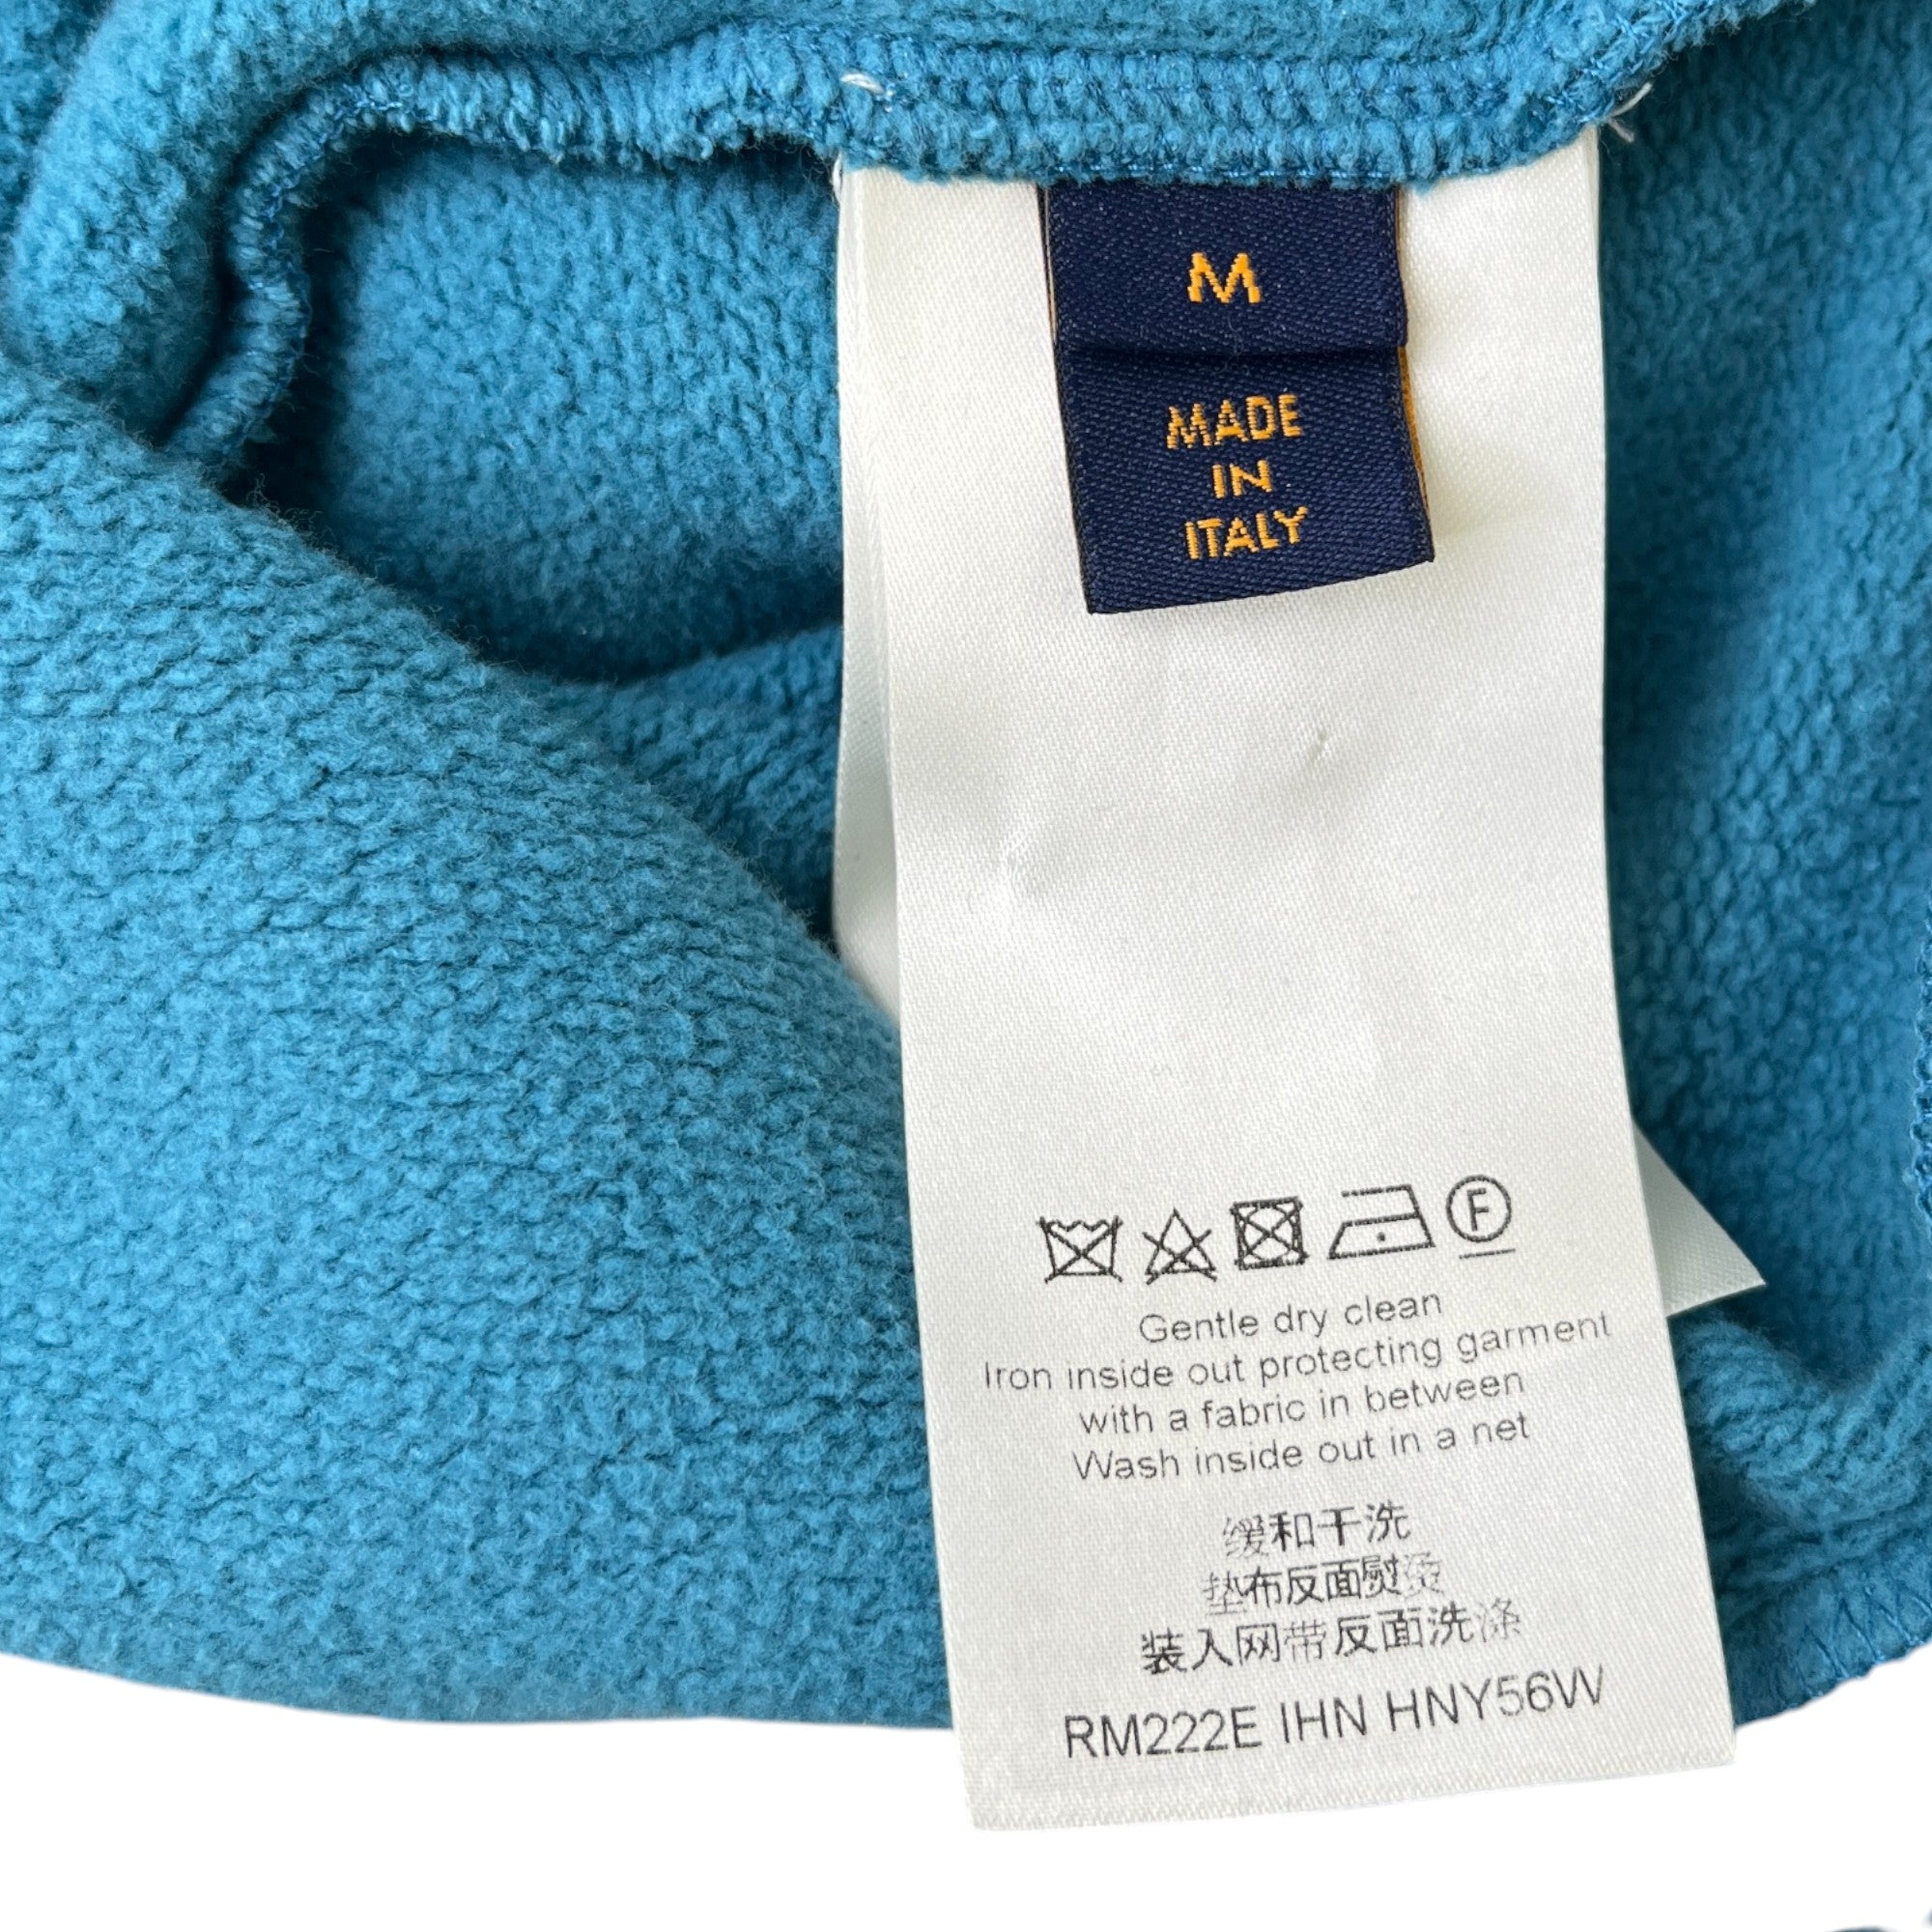 M
MADE
IN
ITALY
F
Gentle dry clean
Iron inside out protecting garment
with a fabric in between
Wash inside out in a net
缓和干洗
垫布反面熨烫
装入网带反面洗涤
RM222E IHN HNY56W